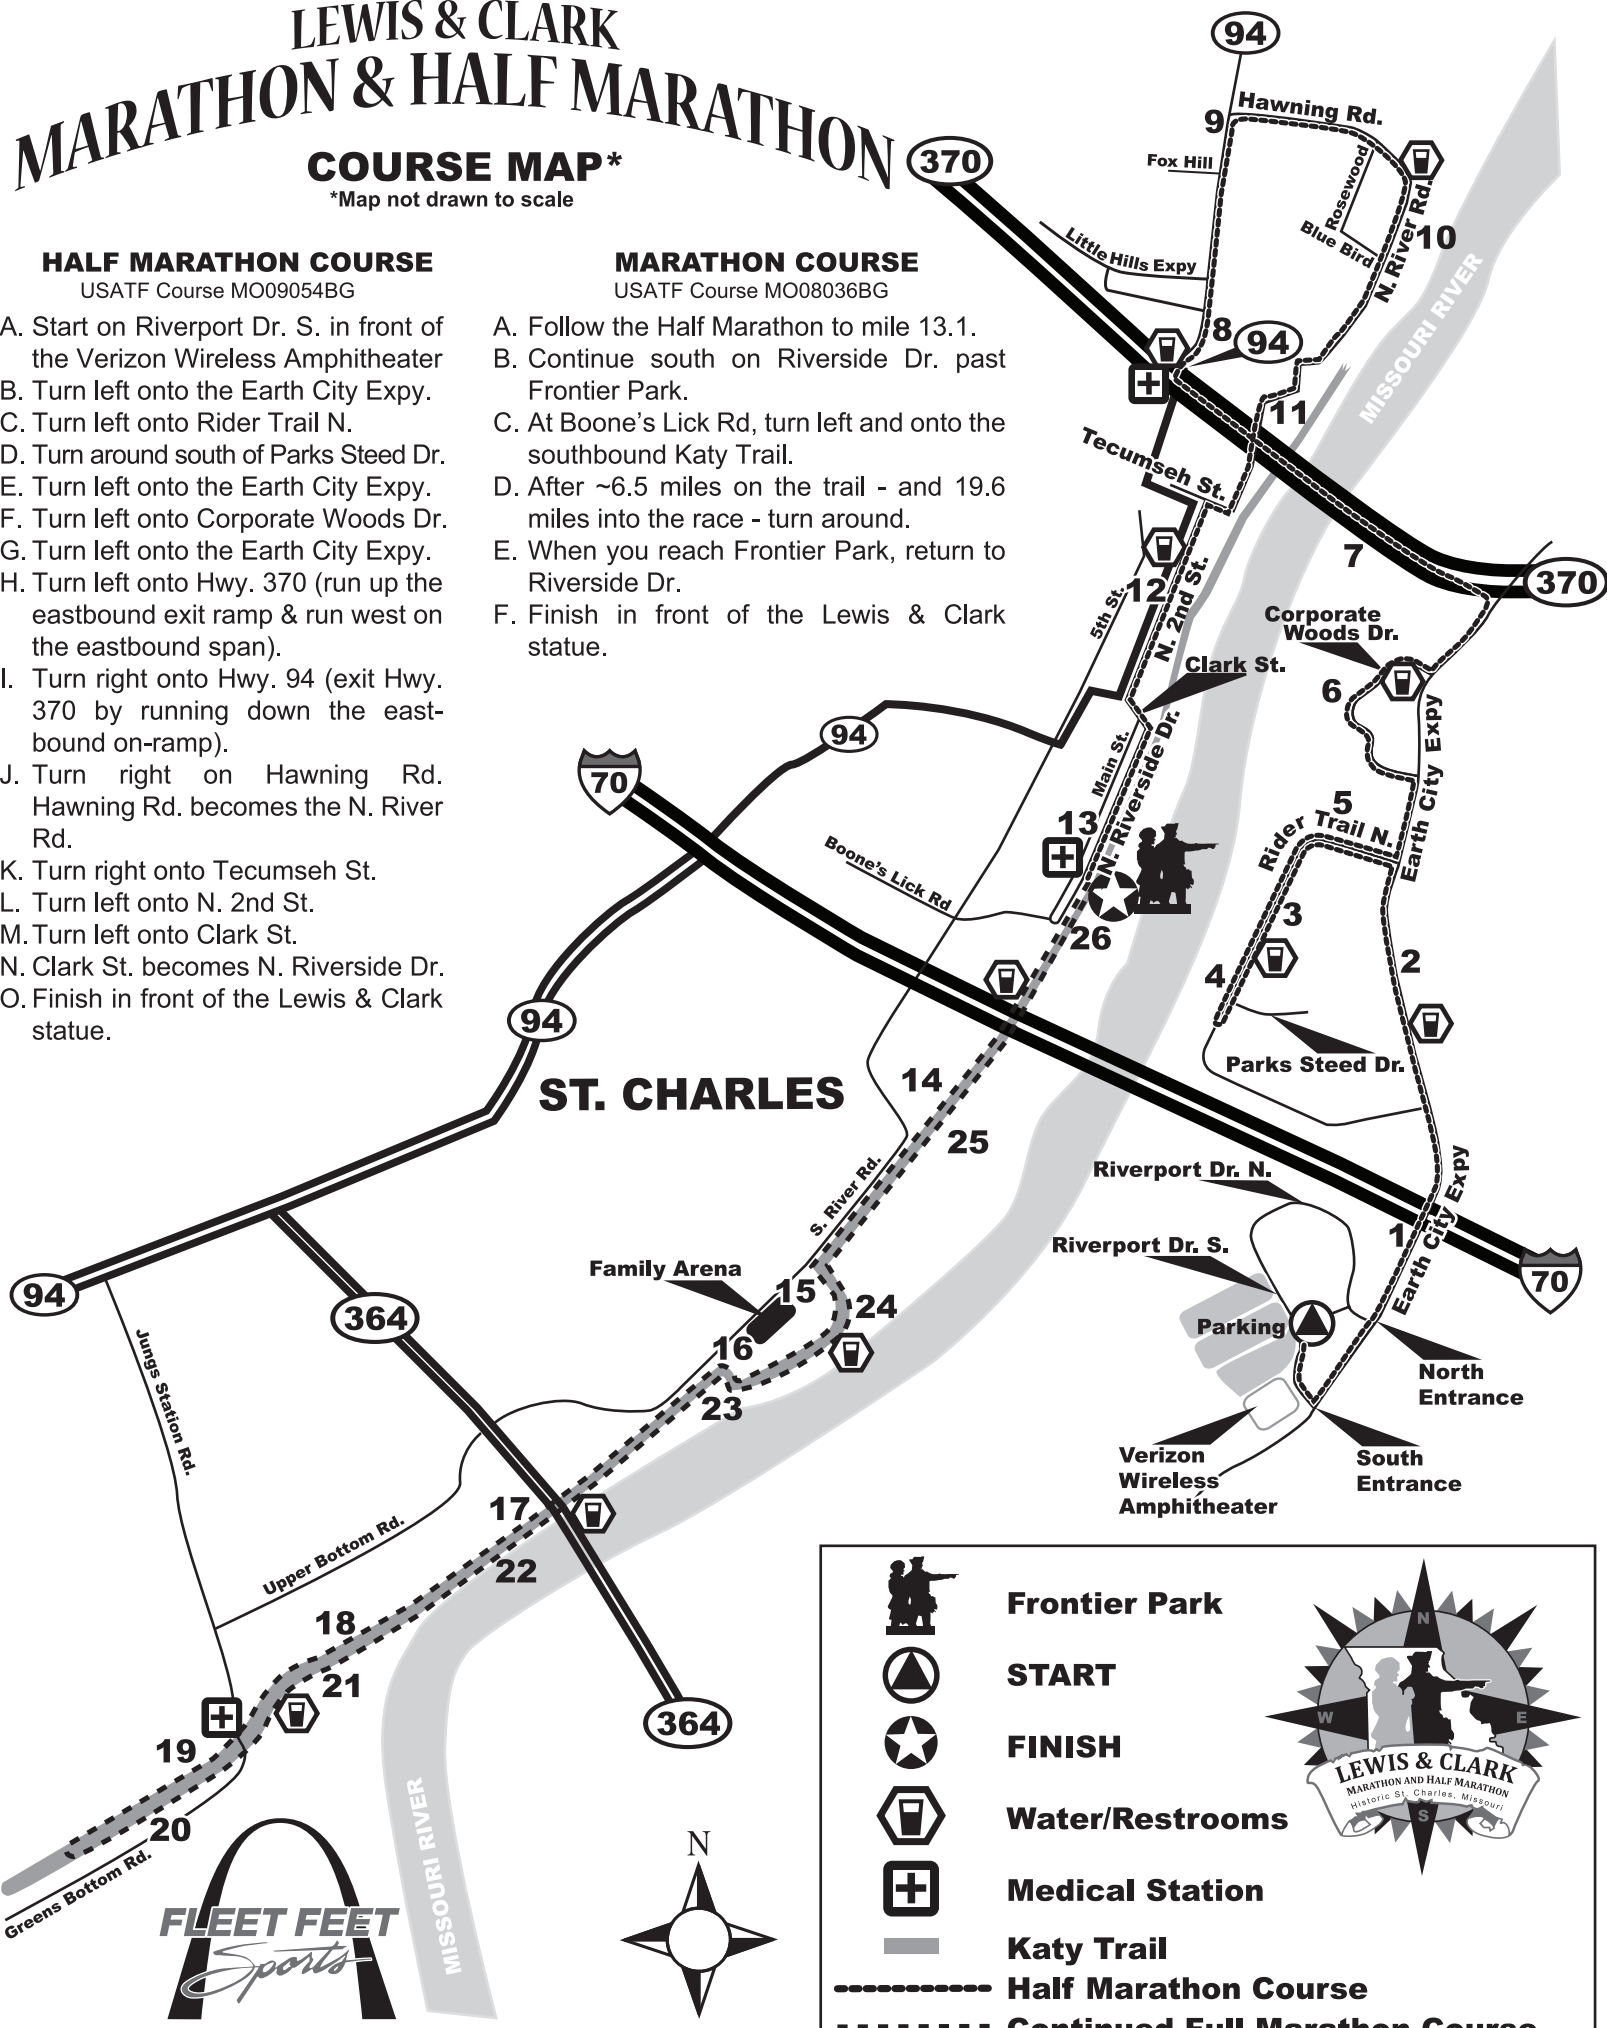 LEWIS & CLARK
MARATHON & HALF MARATHON
COURSE MAP*
*Map not drawn to scale
HALF MARATHON COURSE
USATF Course MO09054BG
A. Start on Riverport Dr. S. in front of
the Verizon Wireless Amphitheater
B. Turn left onto the Earth City Expy.
C. Turn left onto Rider Trail N.
D. Turn around south of Parks Steed Dr.
E. Turn left onto the Earth City Expy.
F. Turn left onto Corporate Woods Dr.
G. Turn left onto the Earth City Expy.
H. Turn left onto Hwy. 370 (run up the
eastbound exit ramp & run west on
the eastbound span).
I. Turn right onto Hwy. 94 (exit Hwy.
370 by running down the east-
bound on-ramp).
J. Turn right on Hawning Rd.
Hawning Rd. becomes the N. River
Rd.
K. Turn right onto Tecumseh St.
L. Turn left onto N. 2nd St.
M. Turn left onto Clark St.
N. Clark St. becomes N. Riverside Dr.
O. Finish in front of the Lewis & Clark
statue.
MARATHON COURSE
USATF Course MO08036BG
A. Follow the Half Marathon to mile 13.1.
B. Continue south on Riverside Dr. past
Frontier Park.
C. At Boone's Lick Rd, turn left and onto the
southbound Katy Trail.
D. After ~6.5 miles on the trail - and 19.6
miles into the race - turn around.
E. When you reach Frontier Park, return to
Riverside Dr.
F. Finish in front of the Lewis & Clark
statue.
94
370
9
Hawning Rd.
Fox Hill
Rosewood
Blue Bird
N. River Rd.
10
Little Hills Expy
8
94
MISSOURI RIVER
11
Tecumseh St.
7
370
12
5th St.
N. 2nd St.
Corporate
Woods Dr.
Clark St.
6
Earth City Expy
94
70
Main St.
N. Riverside Dr.
13
5
Rider Trail N.
Boone's Lick Rd
26
3
4
2
94
Parks Steed Dr.
ST. CHARLES
14
25
S. River Rd.
Riverport Dr. N.
Riverport Dr. S.
1
Earth City Expy
70
Family Arena
15
24
94
364
16
Parking
North
Entrance
23
Jungs Station Rd.
Verizon
Wireless
Amphitheater
South
Entrance
17
Upper Bottom Rd.
22
18
21
364
19
20
Greens Bottom Rd.
MISSOURI RIVER
FLEET FEET
Sports
N
Frontier Park
START
FINISH
Water/Restrooms
Medical Station
Katy Trail
Half Marathon Course
Continued Full Marathon Course
N
W
E
S
LEWIS & CLARK
MARATHON AND HALF MARATHON
Historic St. Charles, Missouri